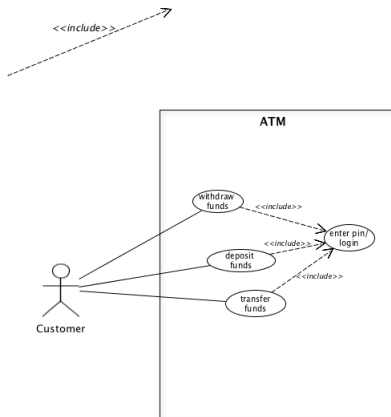 <<include>>
ATM
withdraw
funds
<<include>>
enter pin/
login
<<include>>
deposit
funds
<<include>>
transfer
funds
Customer